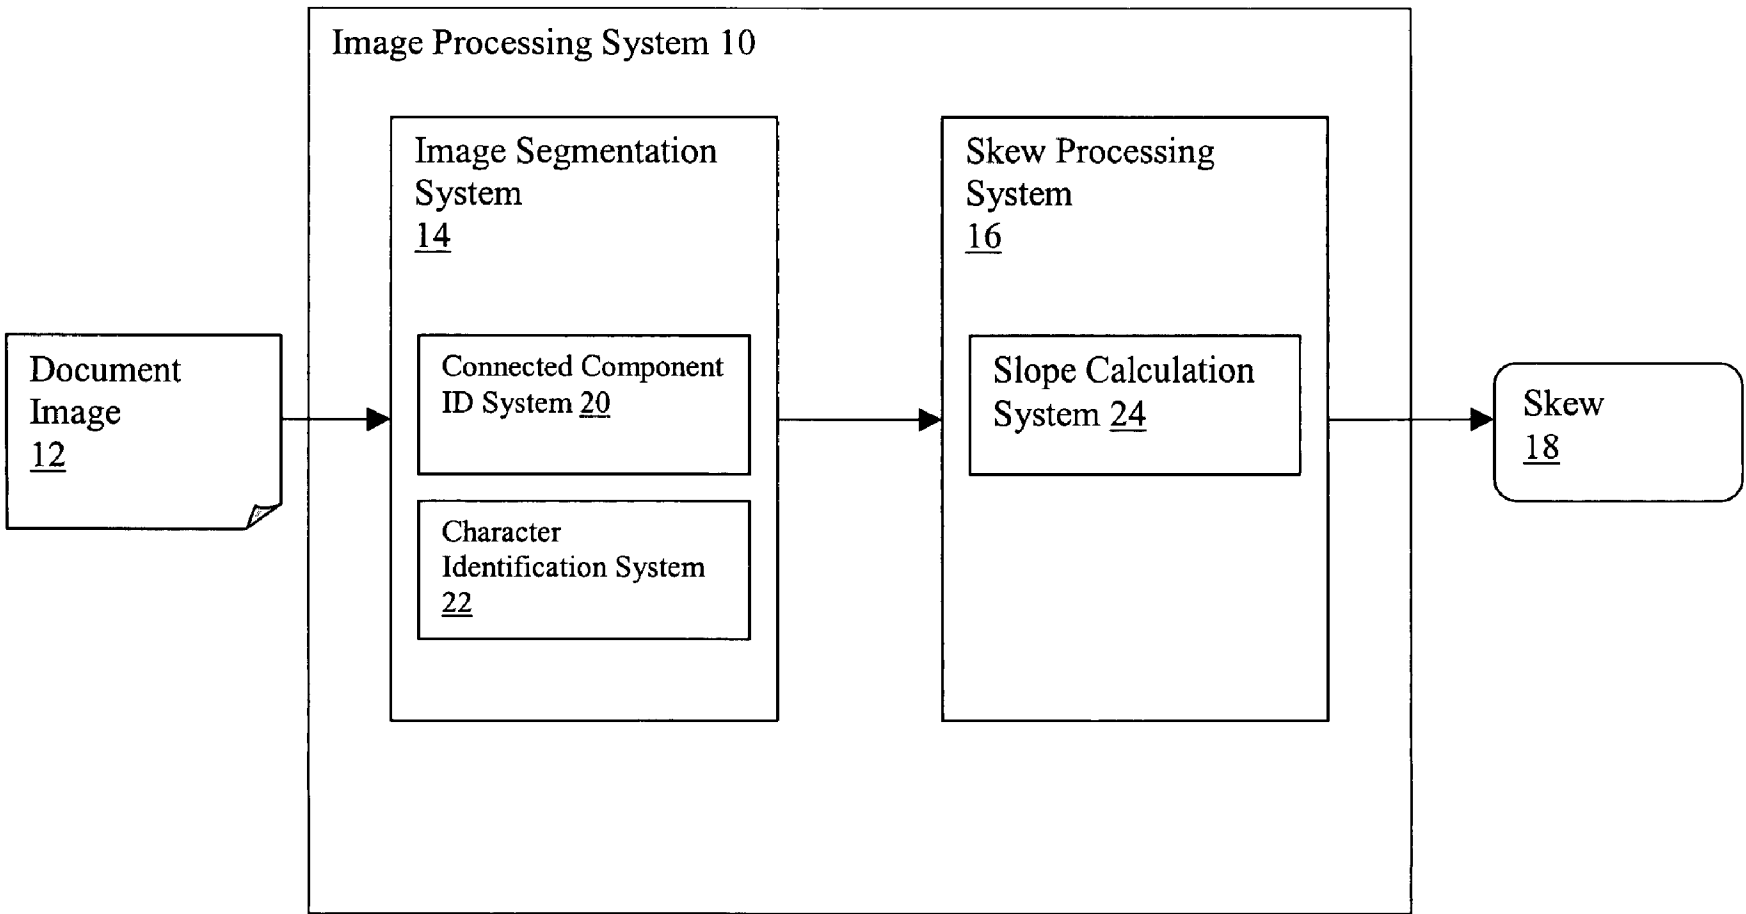 Image Processing System 10
Document
Image
12
Image Segmentation
System
14
Connected Component
ID System 20
Character
Identification System
22
Skew Processing
System
16
Slope Calculation
System 24
Skew
18